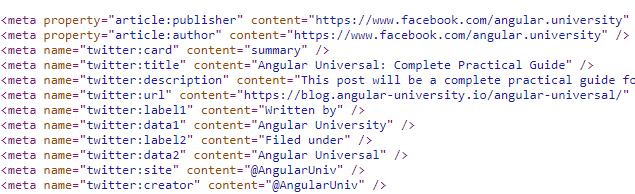 <meta property="article:publisher" content="https://www.facebook.com/angular.university"
<meta property="article:author" content="https://www.facebook.com/angular.university" />
<meta name="twitter:card" content="summary" />
<meta name="twitter:title" content="Angular Universal: Complete Practical Guide" />
<meta name="twitter:description" content="This post will be a complete practical guide fo
<meta name="twitter:url" content="https://blog.angular-university.io/angular-universal/"
<meta name="twitter:label1" content="Written by" />
<meta name="twitter:data1" content="Angular University" />
<meta name="twitter:label2" content="Filed under" />
<meta name="twitter:data2" content="Angular Universal" />
<meta name="twitter:site" content="@AngularUniv" />
<meta name="twitter:creator" content="@AngularUniv" />